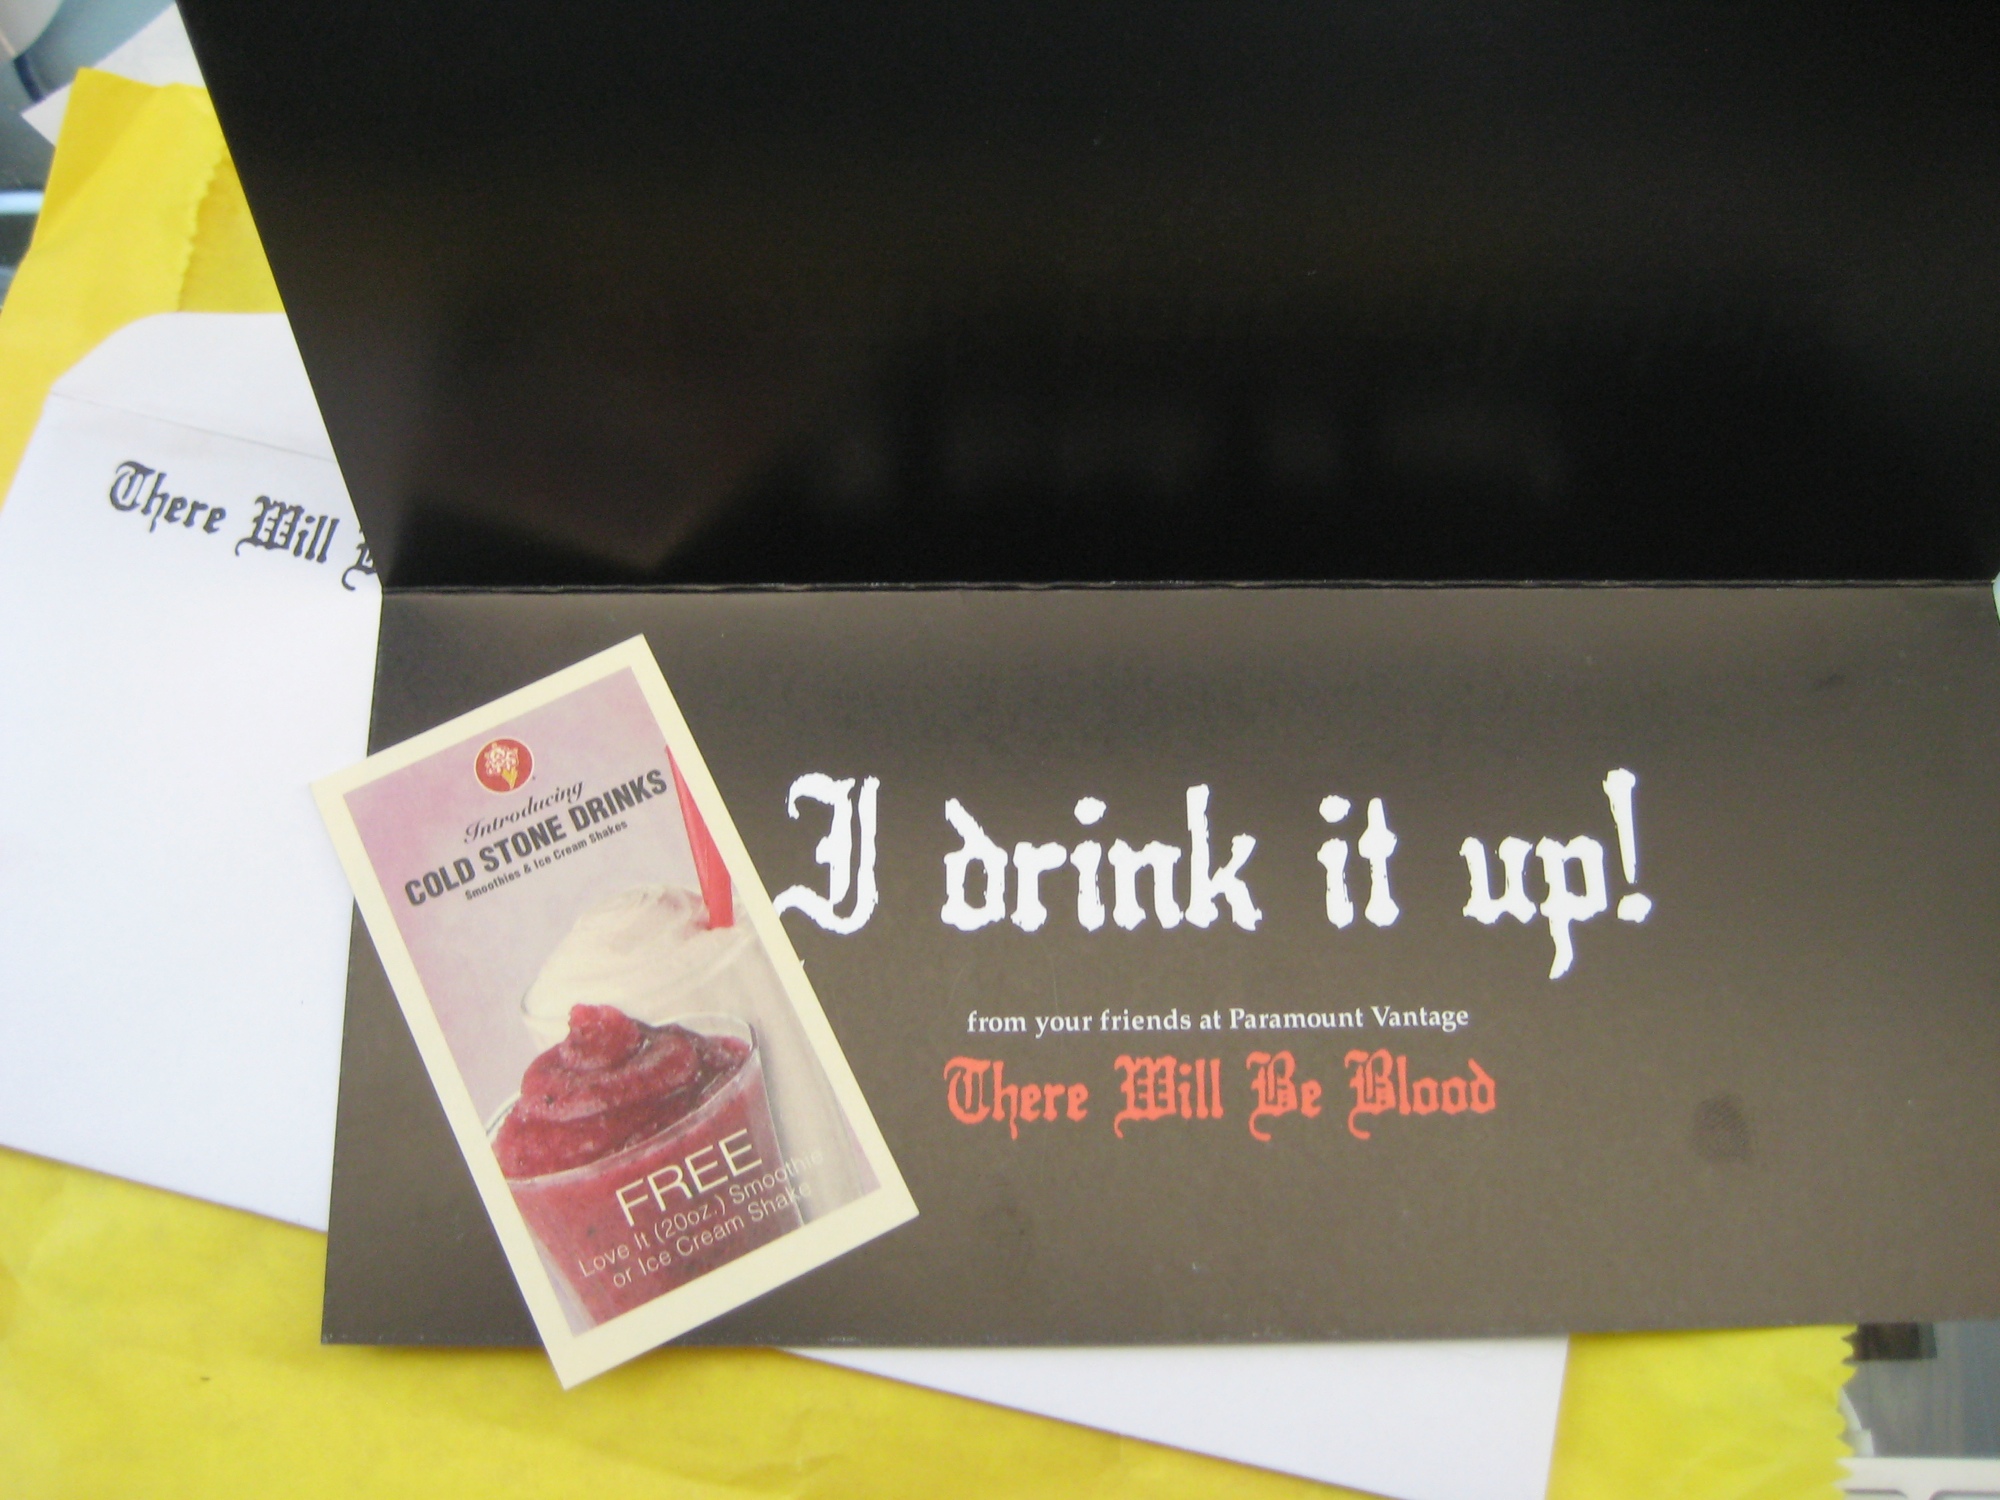 There Will
Introducing
COLD STONE DRINKS
Smoothies & Ice Cream Shakes
FREE
Love It (20oz.) Smoothie
or Ice Cream Shake
I drink it up!
from your friends at Paramount Vantage
There Will Be Blood